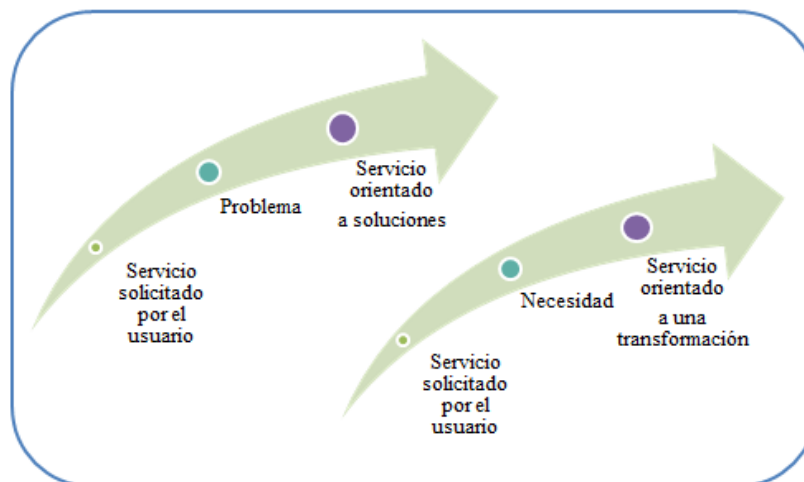 Servicio
solicitado
por el
usuario
Problema
Servicio
orientado
a soluciones
Servicio
solicitado
por el
usuario
Necesidad
Servicio
orientado
a una
transformación